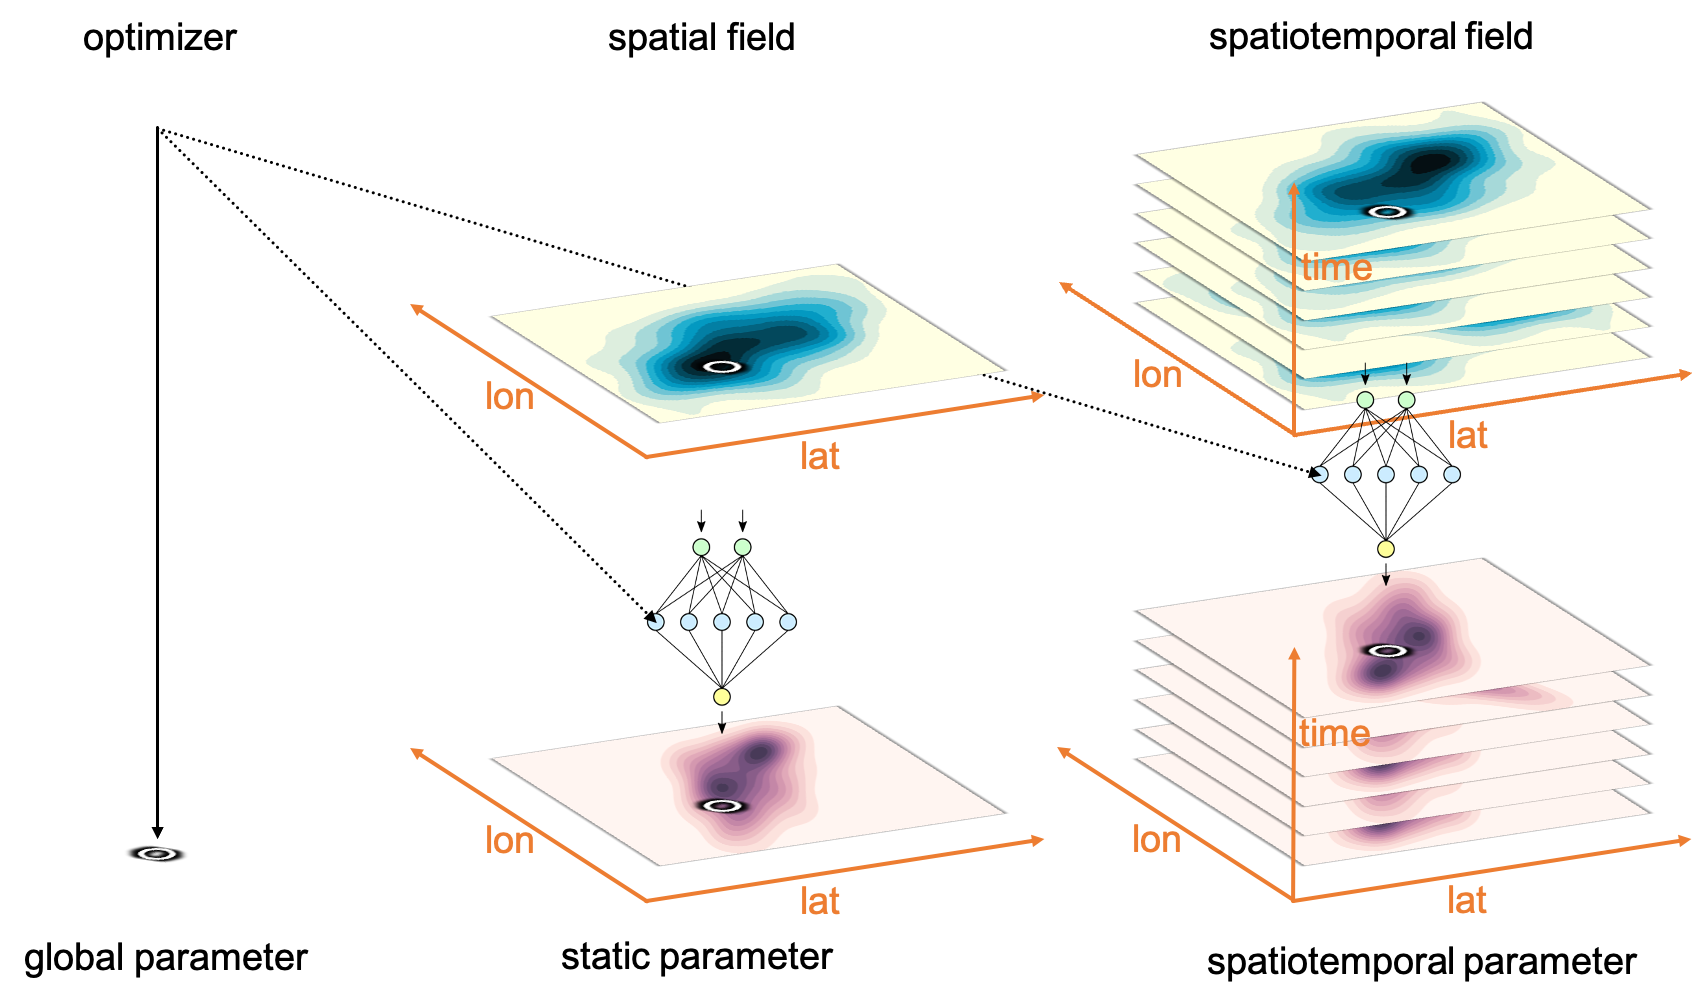 optimizer
spatial field
spatiotemporal field
time
lon
lat
lon
lat
time
lon
lat
lon
lat
global parameter
static parameter
spatiotemporal parameter